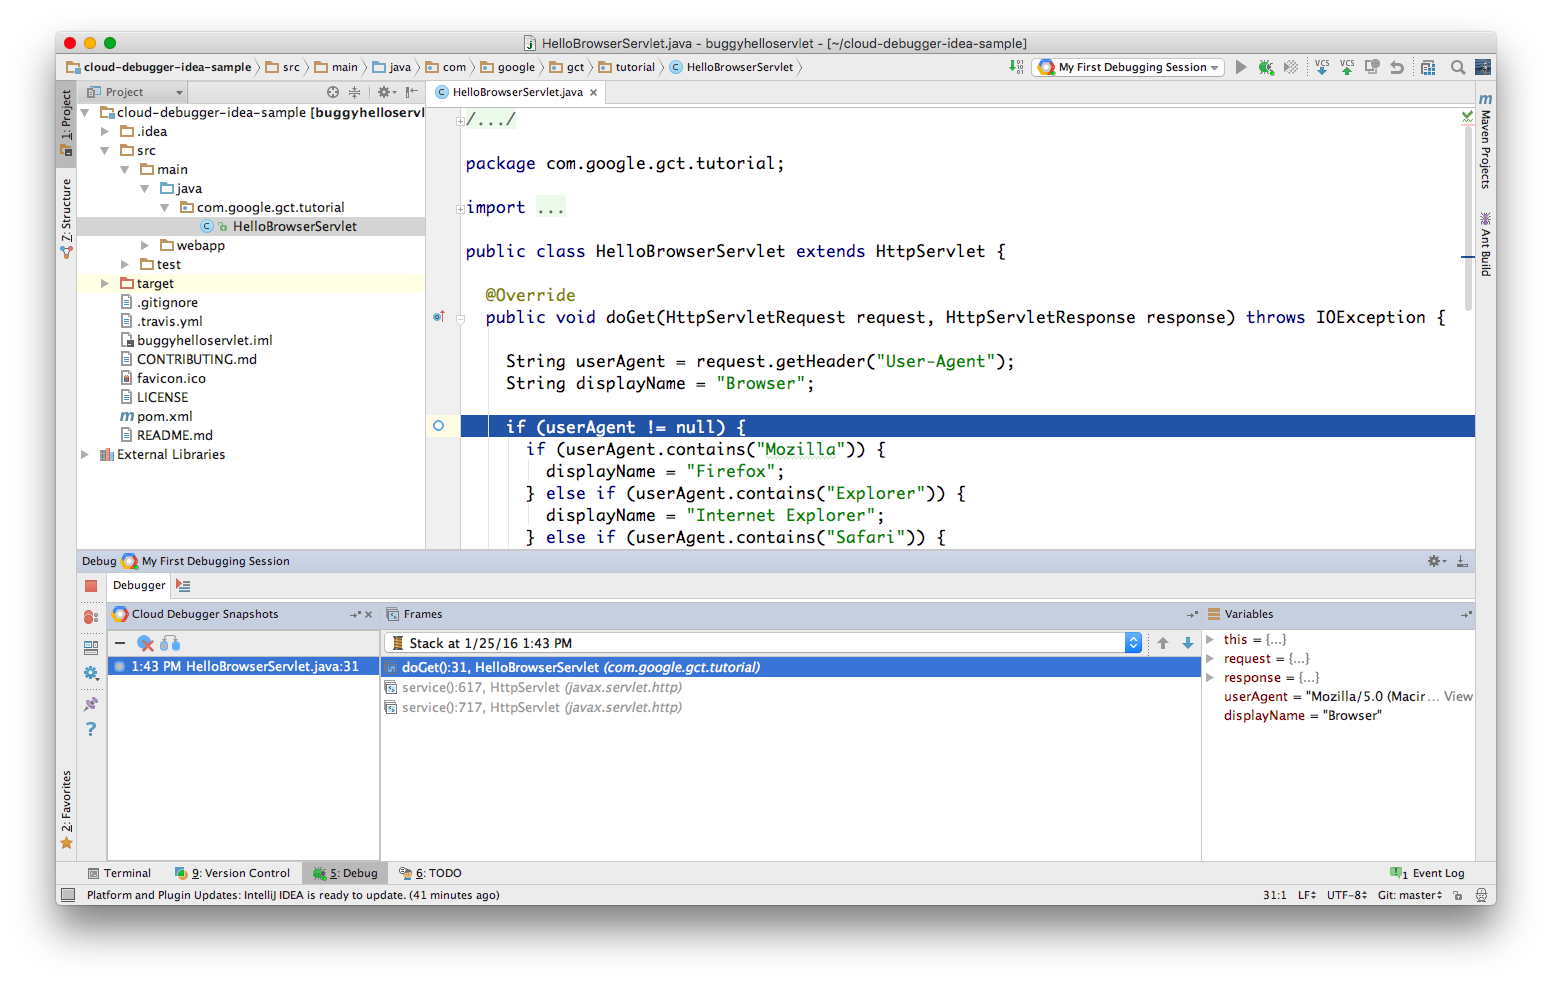 HelloBrowserServlet.java - buggyhelloservlet - [~/cloud-debugger-idea-sample]
cloud-debugger-idea-sample src main java com google gct tutorial HelloBrowserServlet My First Debugging Session VCS VCS
Project HelloBrowserServlet.java
1: Project
Z: Structure
2: Favorites
cloud-debugger-idea-sample [buggyhelloservl
.idea
src
main
java
com.google.gct.tutorial
HelloBrowserServlet
webapp
test
target
.gitignore
.travis.yml
buggyhelloservlet.iml
CONTRIBUTING.md
favicon.ico
LICENSE
pom.xml
README.md
External Libraries
/.../
package com.google.gct.tutorial;
import ...
public class HelloBrowserServlet extends HttpServlet {
@Override
public void doGet(HttpServletRequest request, HttpServletResponse response) throws IOException {
String userAgent = request.getHeader("User-Agent");
String displayName = "Browser";
if (userAgent != null) {
if (userAgent.contains("Mozilla")) {
displayName = "Firefox";
} else if (userAgent.contains("Explorer")) {
displayName = "Internet Explorer";
} else if (userAgent.contains("Safari")) {
Maven Projects
Ant Build
Debug My First Debugging Session
Debugger
Cloud Debugger Snapshots
1:43 PM HelloBrowserServlet.java:31
Frames
Stack at 1/25/16 1:43 PM
doGet():31, HelloBrowserServlet (com.google.gct.tutorial)
service():617, HttpServlet (javax.servlet.http)
service():717, HttpServlet (javax.servlet.http)
Variables
this = {...}
request = {...}
response = {...}
userAgent = "Mozilla/5.0 (Macir ... View
displayName = "Browser"
Terminal 9: Version Control 5: Debug 6: TODO 1 Event Log
Platform and Plugin Updates: IntelliJ IDEA is ready to update. (41 minutes ago) 31:1 LF UTF-8 Git: master